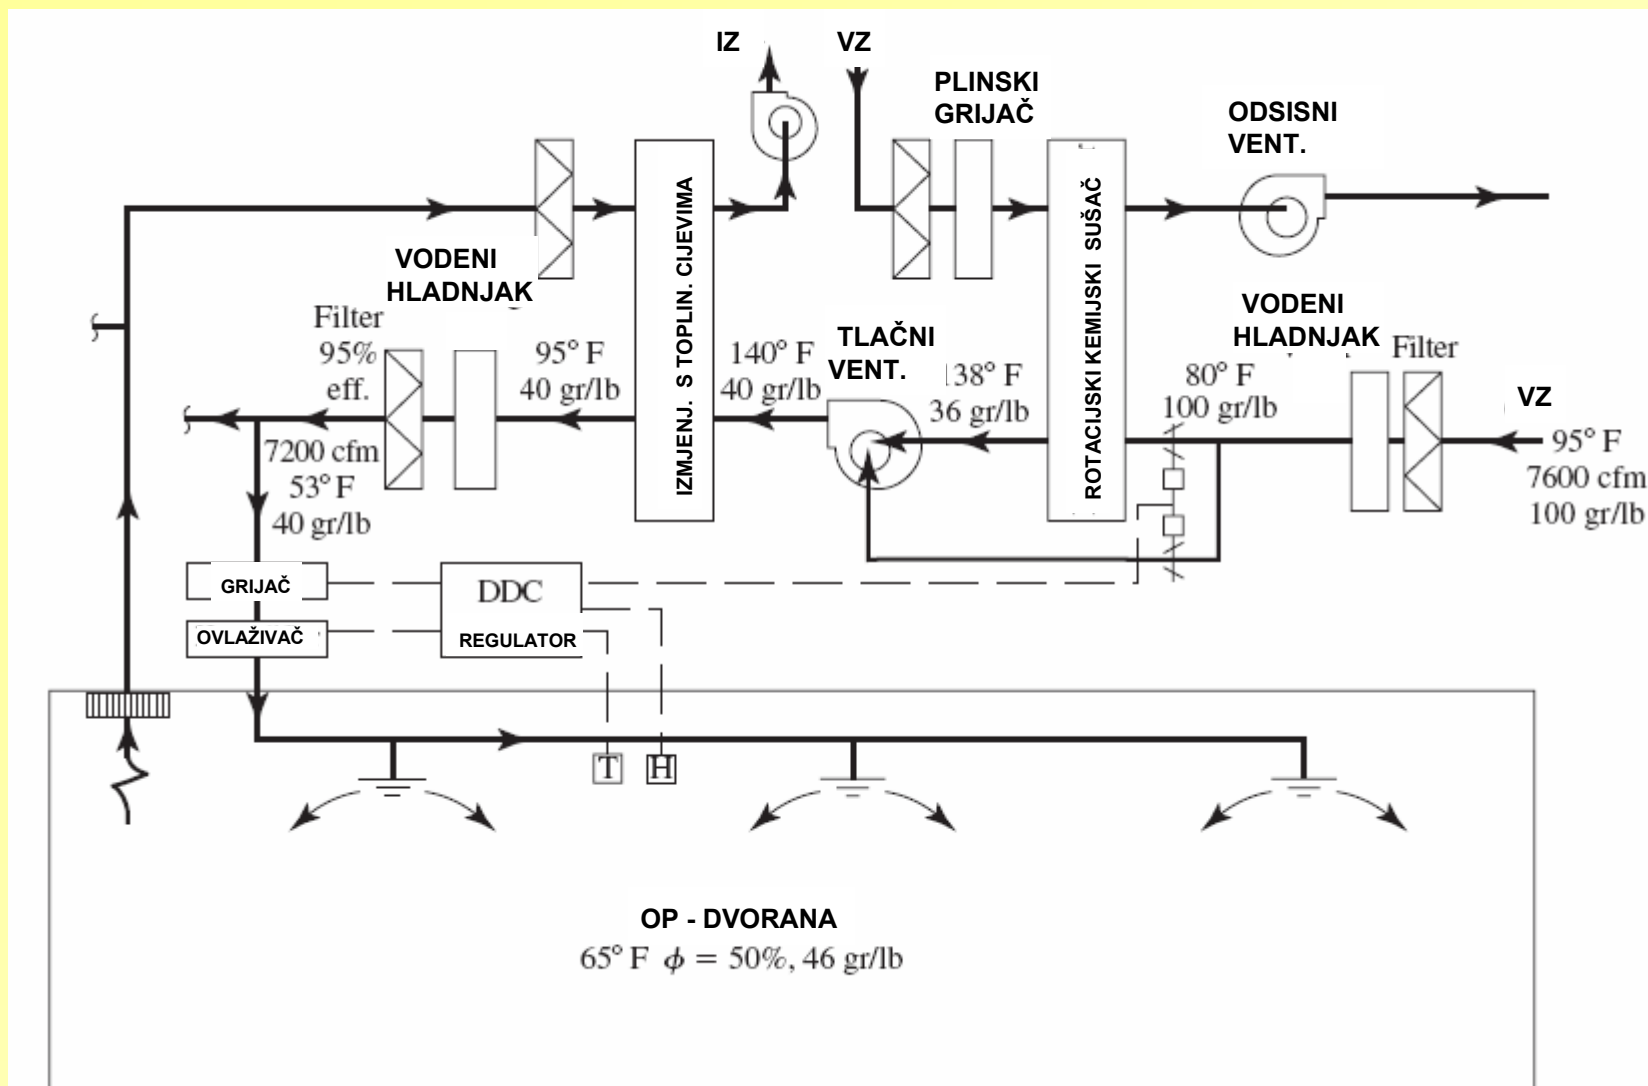 IZ
VZ
PLINSKI
GRIJAČ
ODSISNI
VENT.
VODENI
HLADNJAK
IZMJENJ. S TOPLIN. CIJEVIMA
ROTACIJSKI KEMIJSKI SUŠAČ
Filter
95%
eff.
95° F
40 gr/lb
140° F
40 gr/lb
TLAČNI
VENT.
138° F
36 gr/lb
80° F
100 gr/lb
VODENI
HLADNJAK
Filter
VZ
95° F
7600 cfm
100 gr/lb
7200 cfm
53° F
40 gr/lb
GRIJAČ
OVLAŽIVAČ
DDC
REGULATOR
T
H
OP - DVORANA
65° F ϕ = 50%, 46 gr/lb